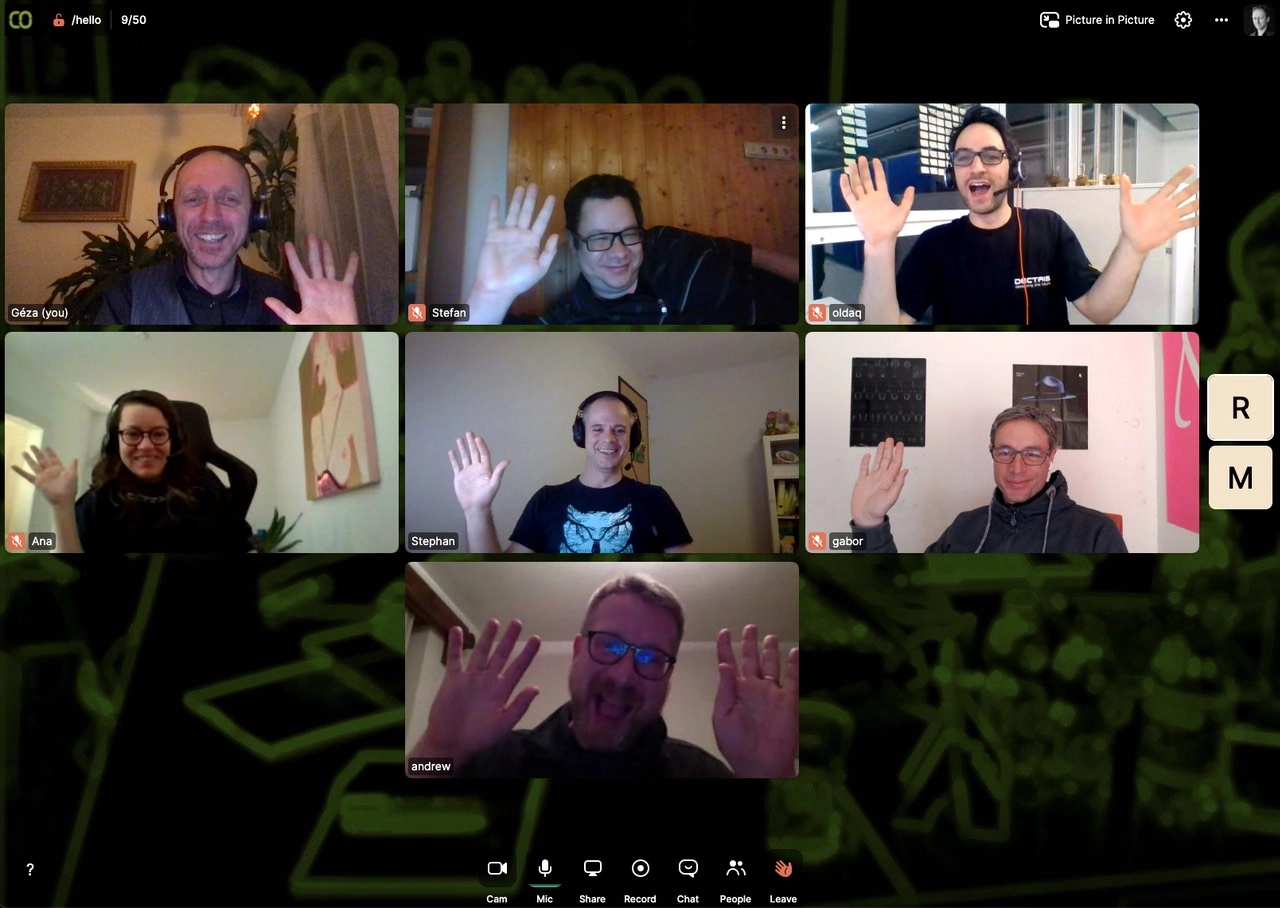 CO
/hello
9/50
Picture in Picture
Géza (you)
Stefan
DECTRIS
oldaq
Ana
Stephan
gabor
R
M
andrew
?
Cam
Mic
Share
Record
Chat
People
Leave